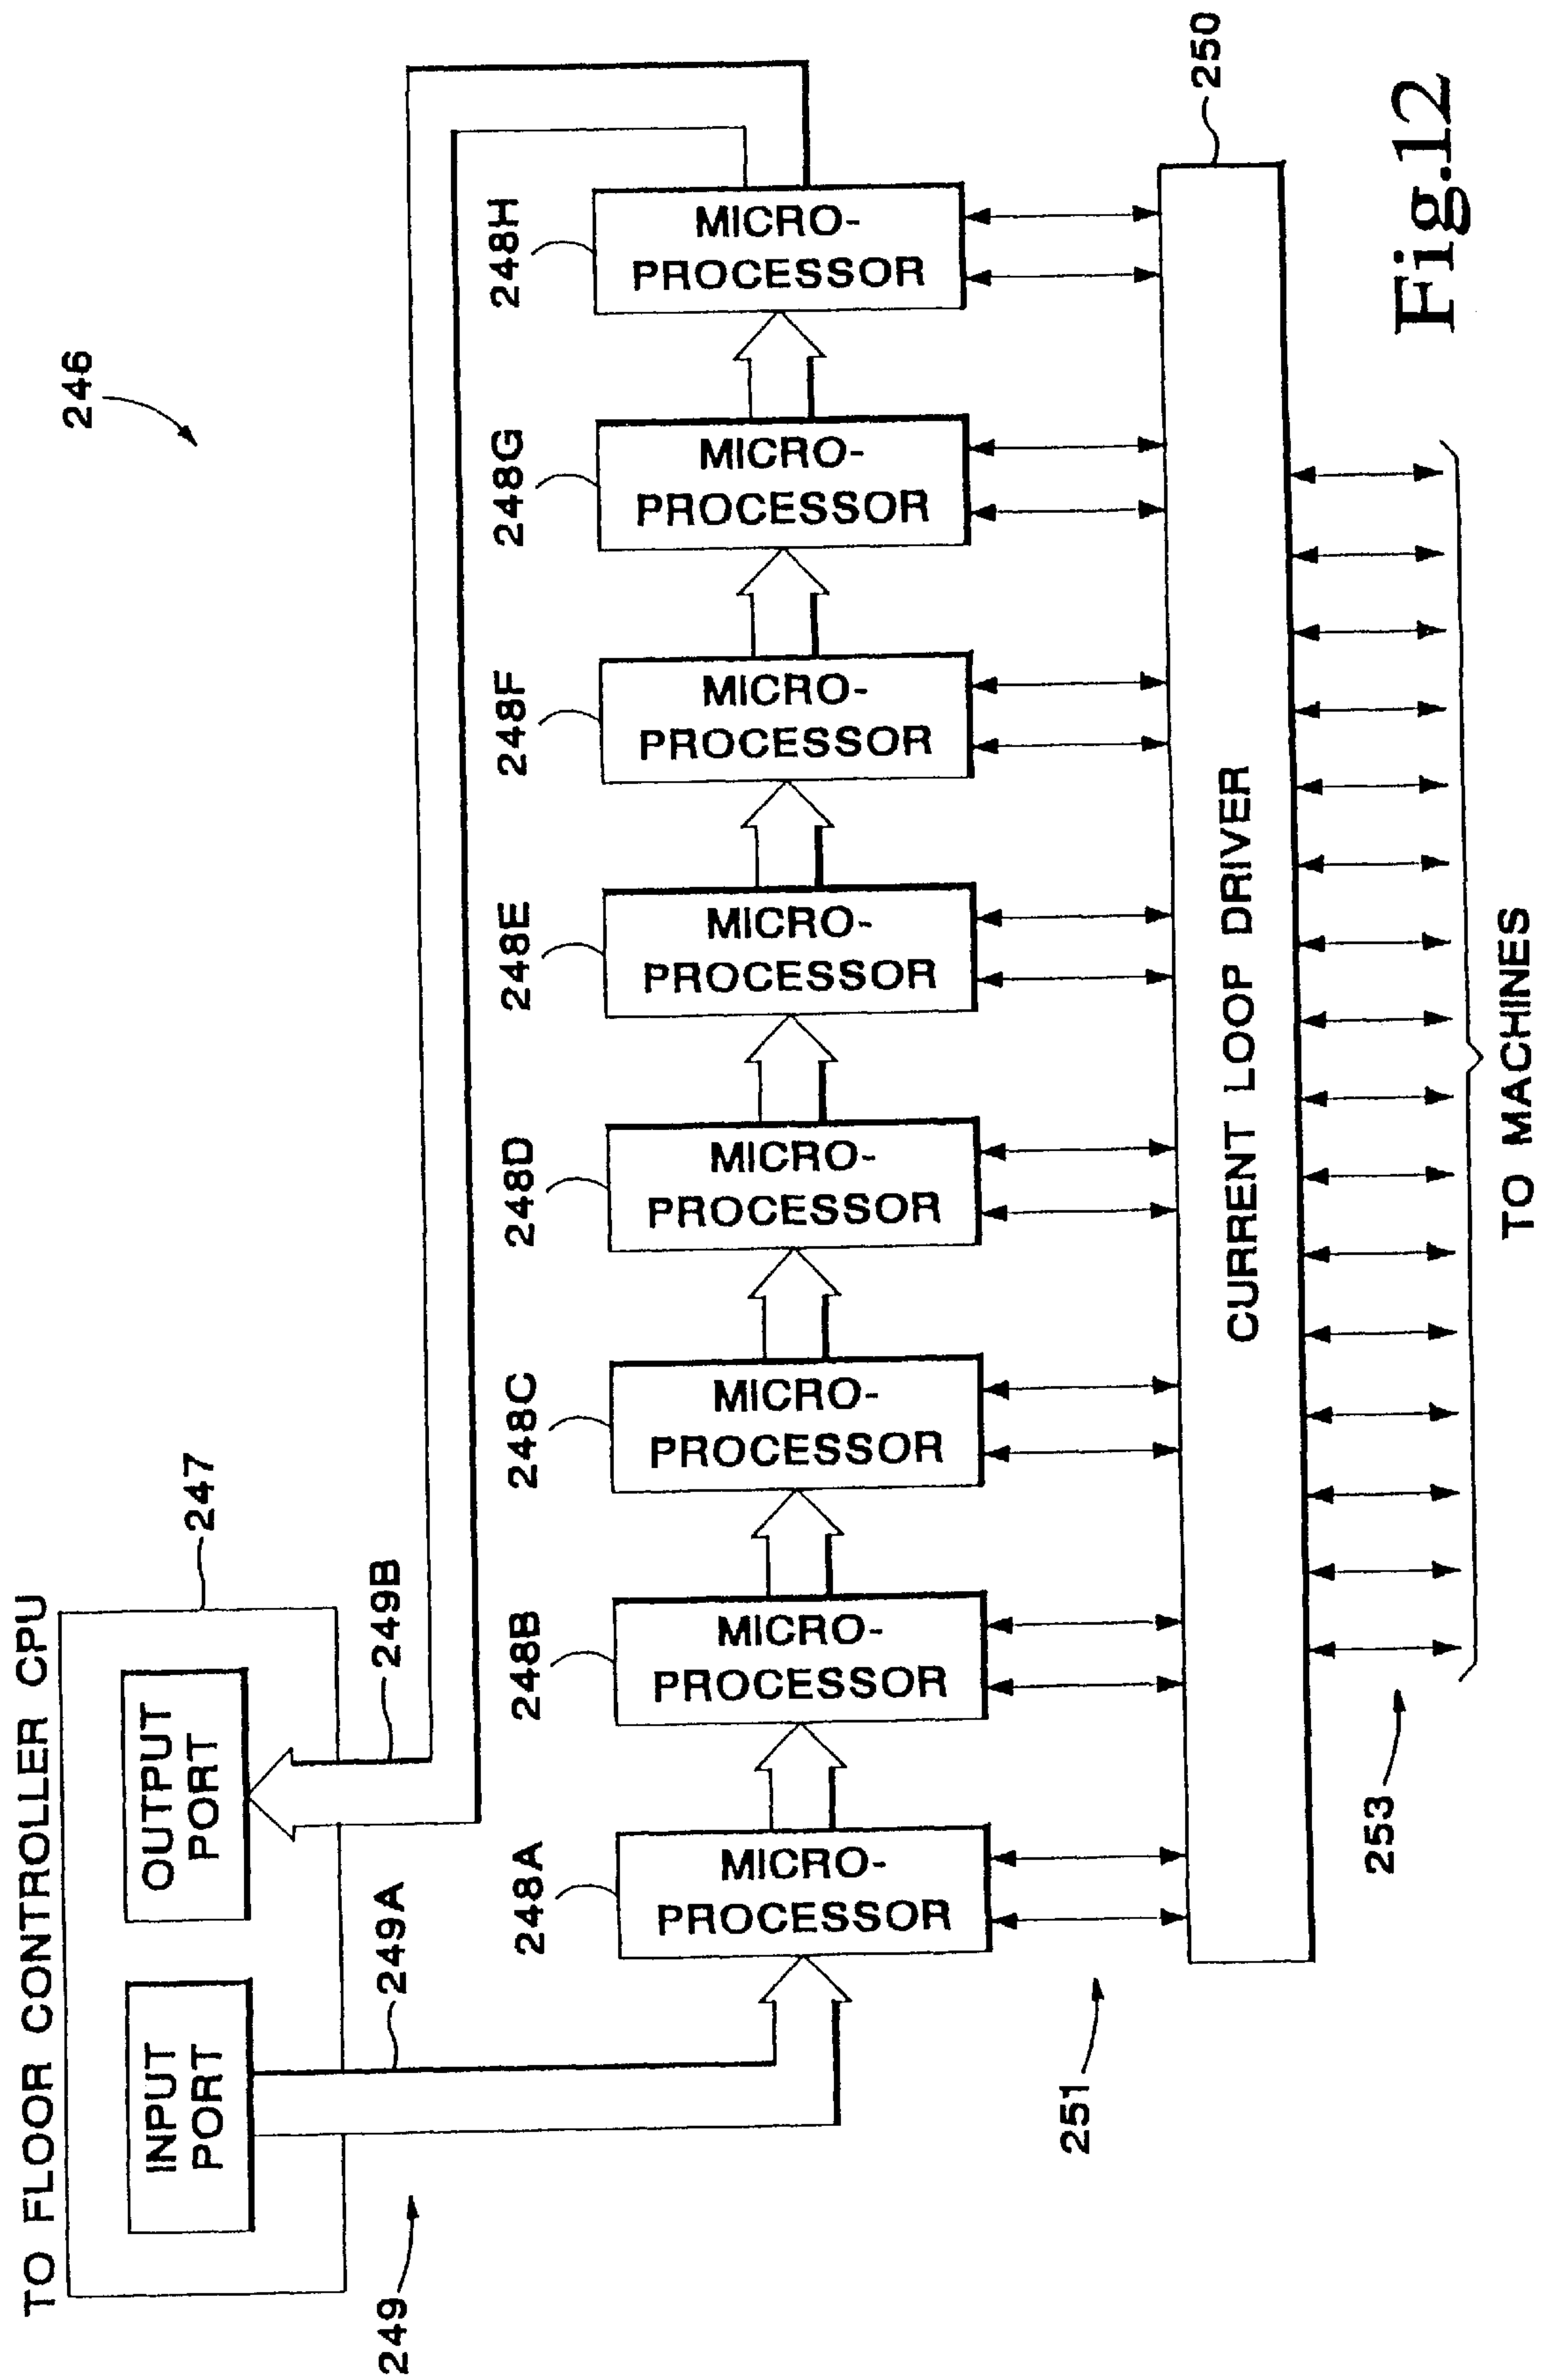 TO FLOOR CONTROLLER CPU
247
246
INPUT
PORT
OUTPUT
PORT
249
249A
249B
248A
248B
248C
248D
248E
248F
248G
248H
MICRO-
PROCESSOR
MICRO-
PROCESSOR
MICRO-
PROCESSOR
MICRO-
PROCESSOR
MICRO-
PROCESSOR
MICRO-
PROCESSOR
MICRO-
PROCESSOR
MICRO-
PROCESSOR
251
CURRENT LOOP DRIVER
250
253
TO MACHINES
Fig.12